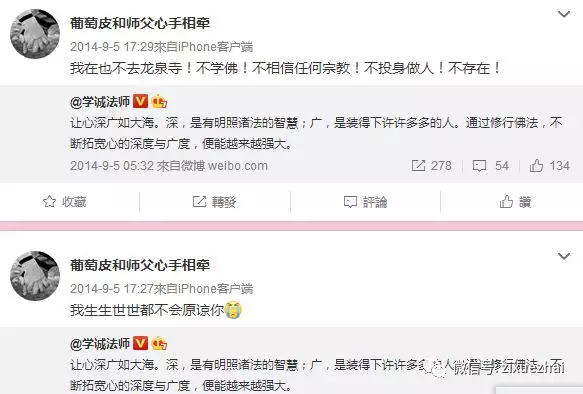 葡萄皮和师父心手相牵
2014-9-5 17:29来自iPhone客户端
我在也不去龙泉寺！不学佛！不相信任何宗教！不投身做人！不存在！
@学诚法师
让心深广如大海。深，是有明照诸法的智慧；广，是装得下许许多多的人。通过修行佛法，不
断拓宽心的深度与广度，便能越来越强大。
2014-9-5 05:32 來自微博 weibo.com 278 54 134
收藏 轉發 評論 讚
葡萄皮和师父心手相牵
2014-9-5 17:27來自iPhone客户端
我生生世世都不会原谅你
@学诚法师
让心深广如大海。深，是有明照诸法的智慧；广，是装得下许许多多的人。通过修行佛法，不
断拓宽心的深度与广度，便能越来越强大。
微信号: zixuezhai